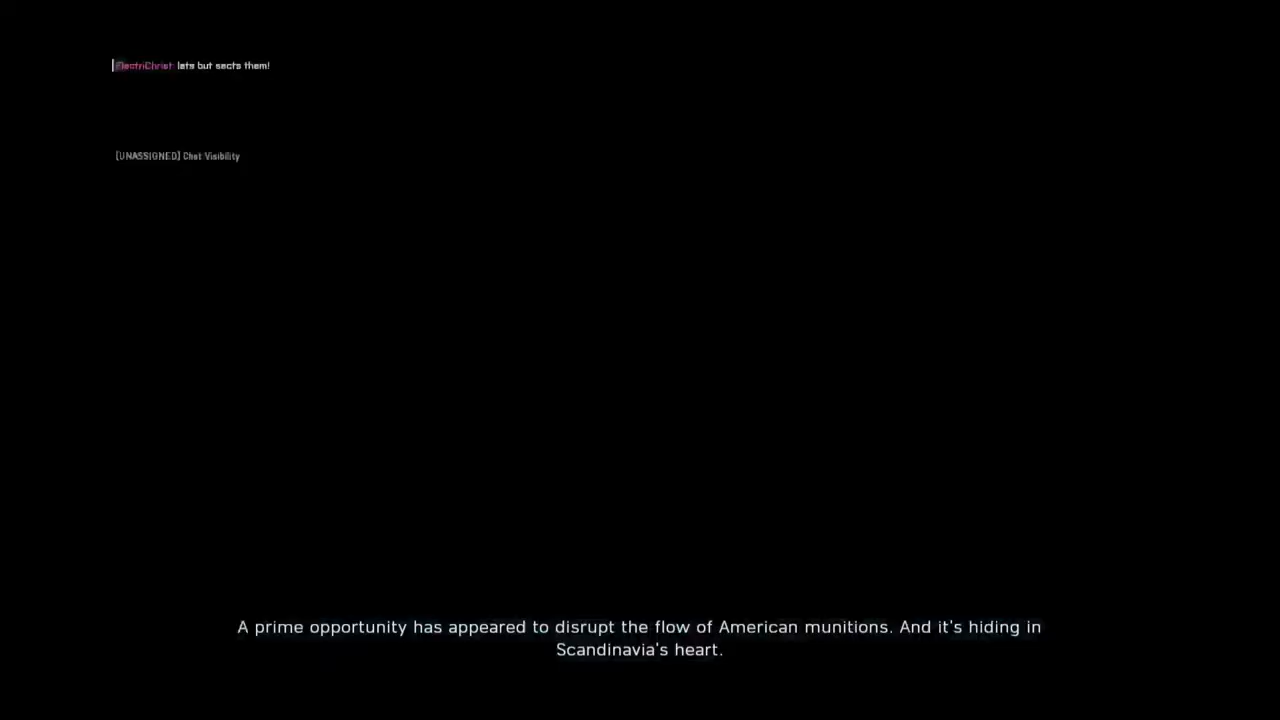 ElectriChrist: lets but sects them!
[UNASSIGNED] Chat Visibility
A prime opportunity has appeared to disrupt the flow of American munitions. And it's hiding in
Scandinavia's heart.